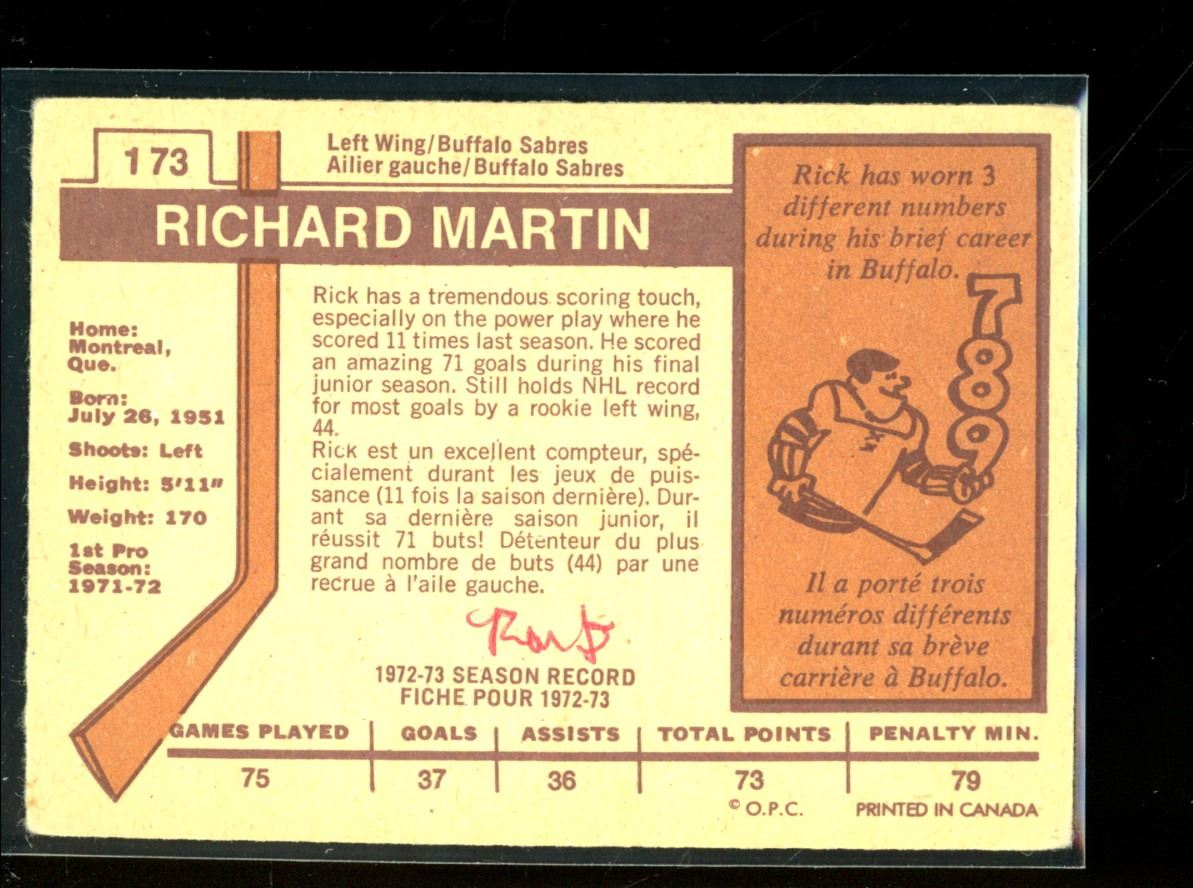 173
Left Wing/Buffalo Sabres
Ailier gauche/Buffalo Sabres
RICHARD MARTIN
Home:
Montreal,
Que.
Born:
July 26, 1951
Shoots: Left
Height: 5'11"
Weight: 170
1st Pro
Season:
1971-72
Rick has a tremendous scoring touch,
especially on the power play where he
scored 11 times last season. He scored
an amazing 71 goals during his final
junior season. Still holds NHL record
for most goals by a rookie left wing,
44.
Rick est un excellent compteur, spé-
cialement durant les jeux de puis-
sance (11 fois la saison dernière). Dur-
ant sa dernière saison junior, il
réussit 71 buts! Détenteur du plus
grand nombre de buts (44) par une
recrue à l'aile gauche.
Rick has worn 3
different numbers
during his brief career
in Buffalo.
7
8
9
Il a porté trois
numéros différents
durant sa brève
carrière à Buffalo.
1972-73 SEASON RECORD
FICHE POUR 1972-73
GAMES PLAYED GOALS ASSISTS TOTAL POINTS PENALTY MIN.
75 37 36 73 79
© O.P.C. PRINTED IN CANADA